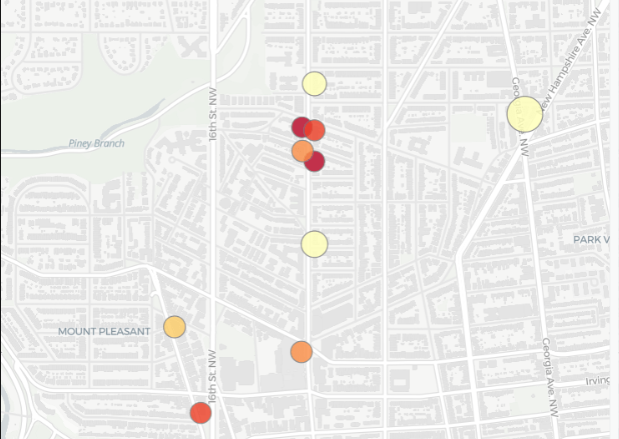 16th St. NW
Georgia Ave. NW
New Hampshire Ave. NW
Piney Branch
PARK V
MOUNT PLEASANT
16th St. NW
Georgia Ave. NW
Irving